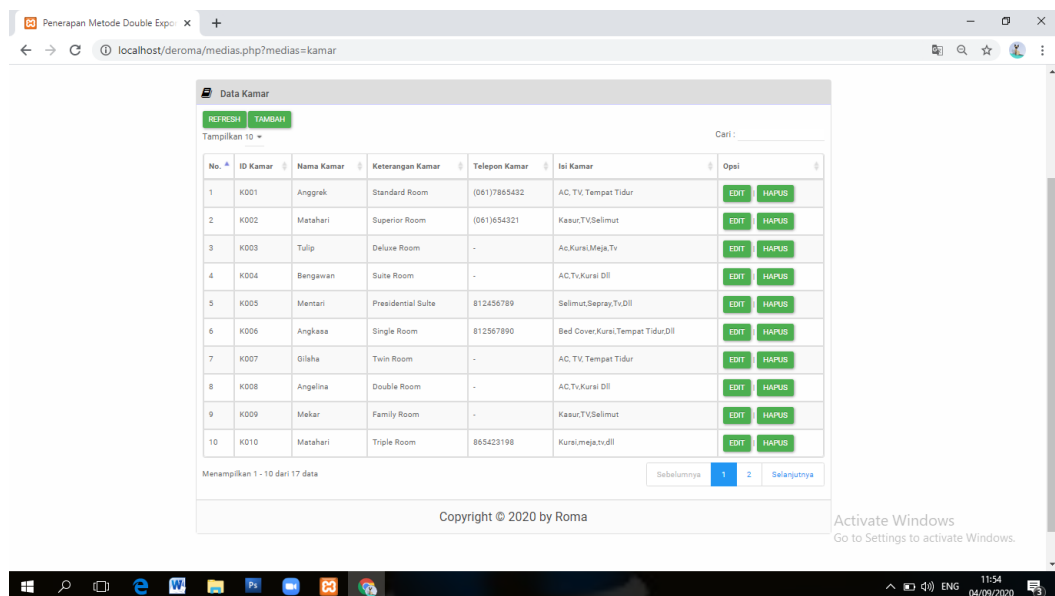 Penerapan Metode Double Expo
localhost/deroma/medias.php?medias=kamar
Data Kamar
REFRESH TAMBAH
Tampilkan 10
Cari :
No. ID Kamar Nama Kamar Keterangan Kamar Telepon Kamar Isi Kamar Opsi
1 K001 Anggrek Standard Room (061)7865432 AC, TV, Tempat Tidur EDIT | HAPUS
2 K002 Matahari Superior Room (061)654321 Kasur,TV,Selimut EDIT | HAPUS
3 K003 Tulip Deluxe Room - Ac,Kursi,Meja,Tv EDIT | HAPUS
4 K004 Bengawan Suite Room - AC,Tv,Kursi Dll EDIT | HAPUS
5 K005 Mentari Presidential Suite 812456789 Selimut,Sepray,Tv,Dll EDIT | HAPUS
6 K006 Angkasa Single Room 812567890 Bed Cover,Kursi,Tempat Tidur,Dll EDIT | HAPUS
7 K007 Gilsha Twin Room - AC, TV, Tempat Tidur EDIT | HAPUS
8 K008 Angelina Double Room - AC,Tv,Kursi Dll EDIT | HAPUS
9 K009 Mekar Family Room - Kasur,TV,Selimut EDIT | HAPUS
10 K010 Matahari Triple Room 865423198 Kursi,meja,tv,dll EDIT | HAPUS
Menampilkan 1 - 10 dari 17 data
Sebelumnya 1 2 Selanjutnya
Copyright © 2020 by Roma
Activate Windows
Go to Settings to activate Windows.
W Ps ENG 11:54
04/09/2020 3